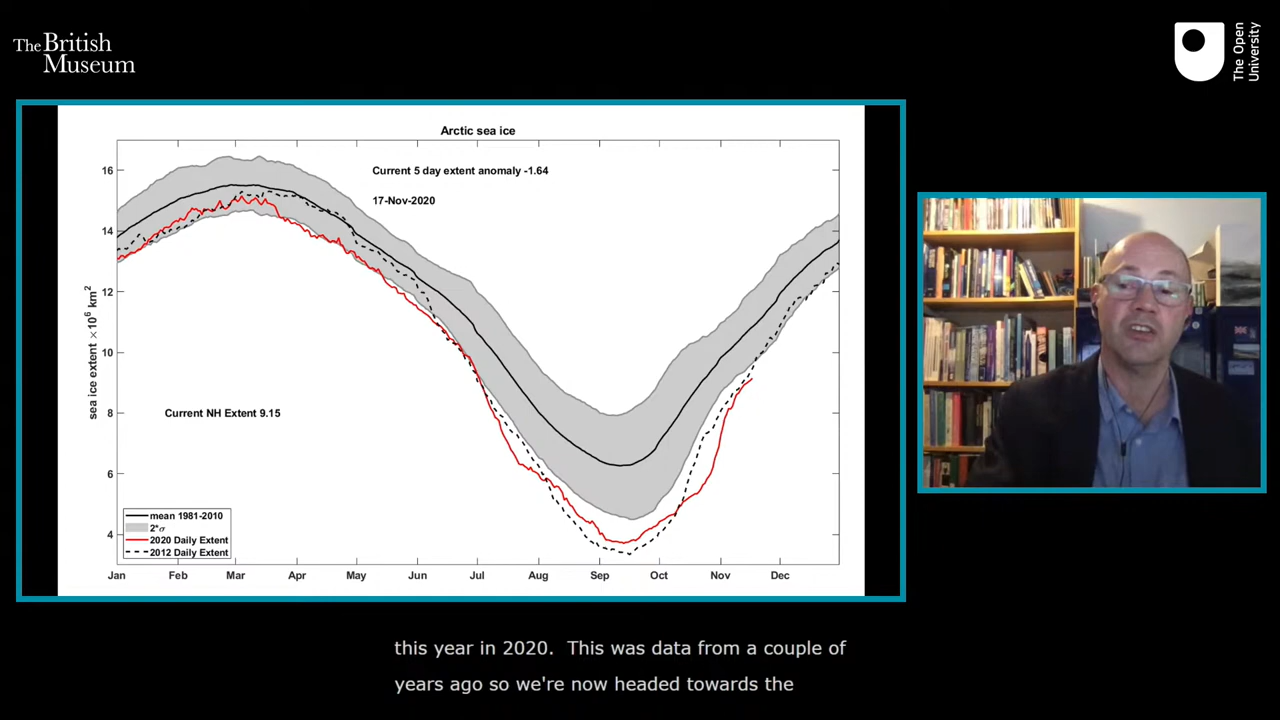 The British
Museum
The Open
University
Arctic sea ice
Current 5 day extent anomaly -1.64
17-Nov-2020
Current NH Extent 9.15
sea ice extent ×10⁶ km²
16
14
12
10
8
6
4
mean 1981-2010
2*σ
2020 Daily Extent
2012 Daily Extent
Jan Feb Mar Apr May Jun Jul Aug Sep Oct Nov Dec
this year in 2020. This was data from a couple of
years ago so we're now headed towards the